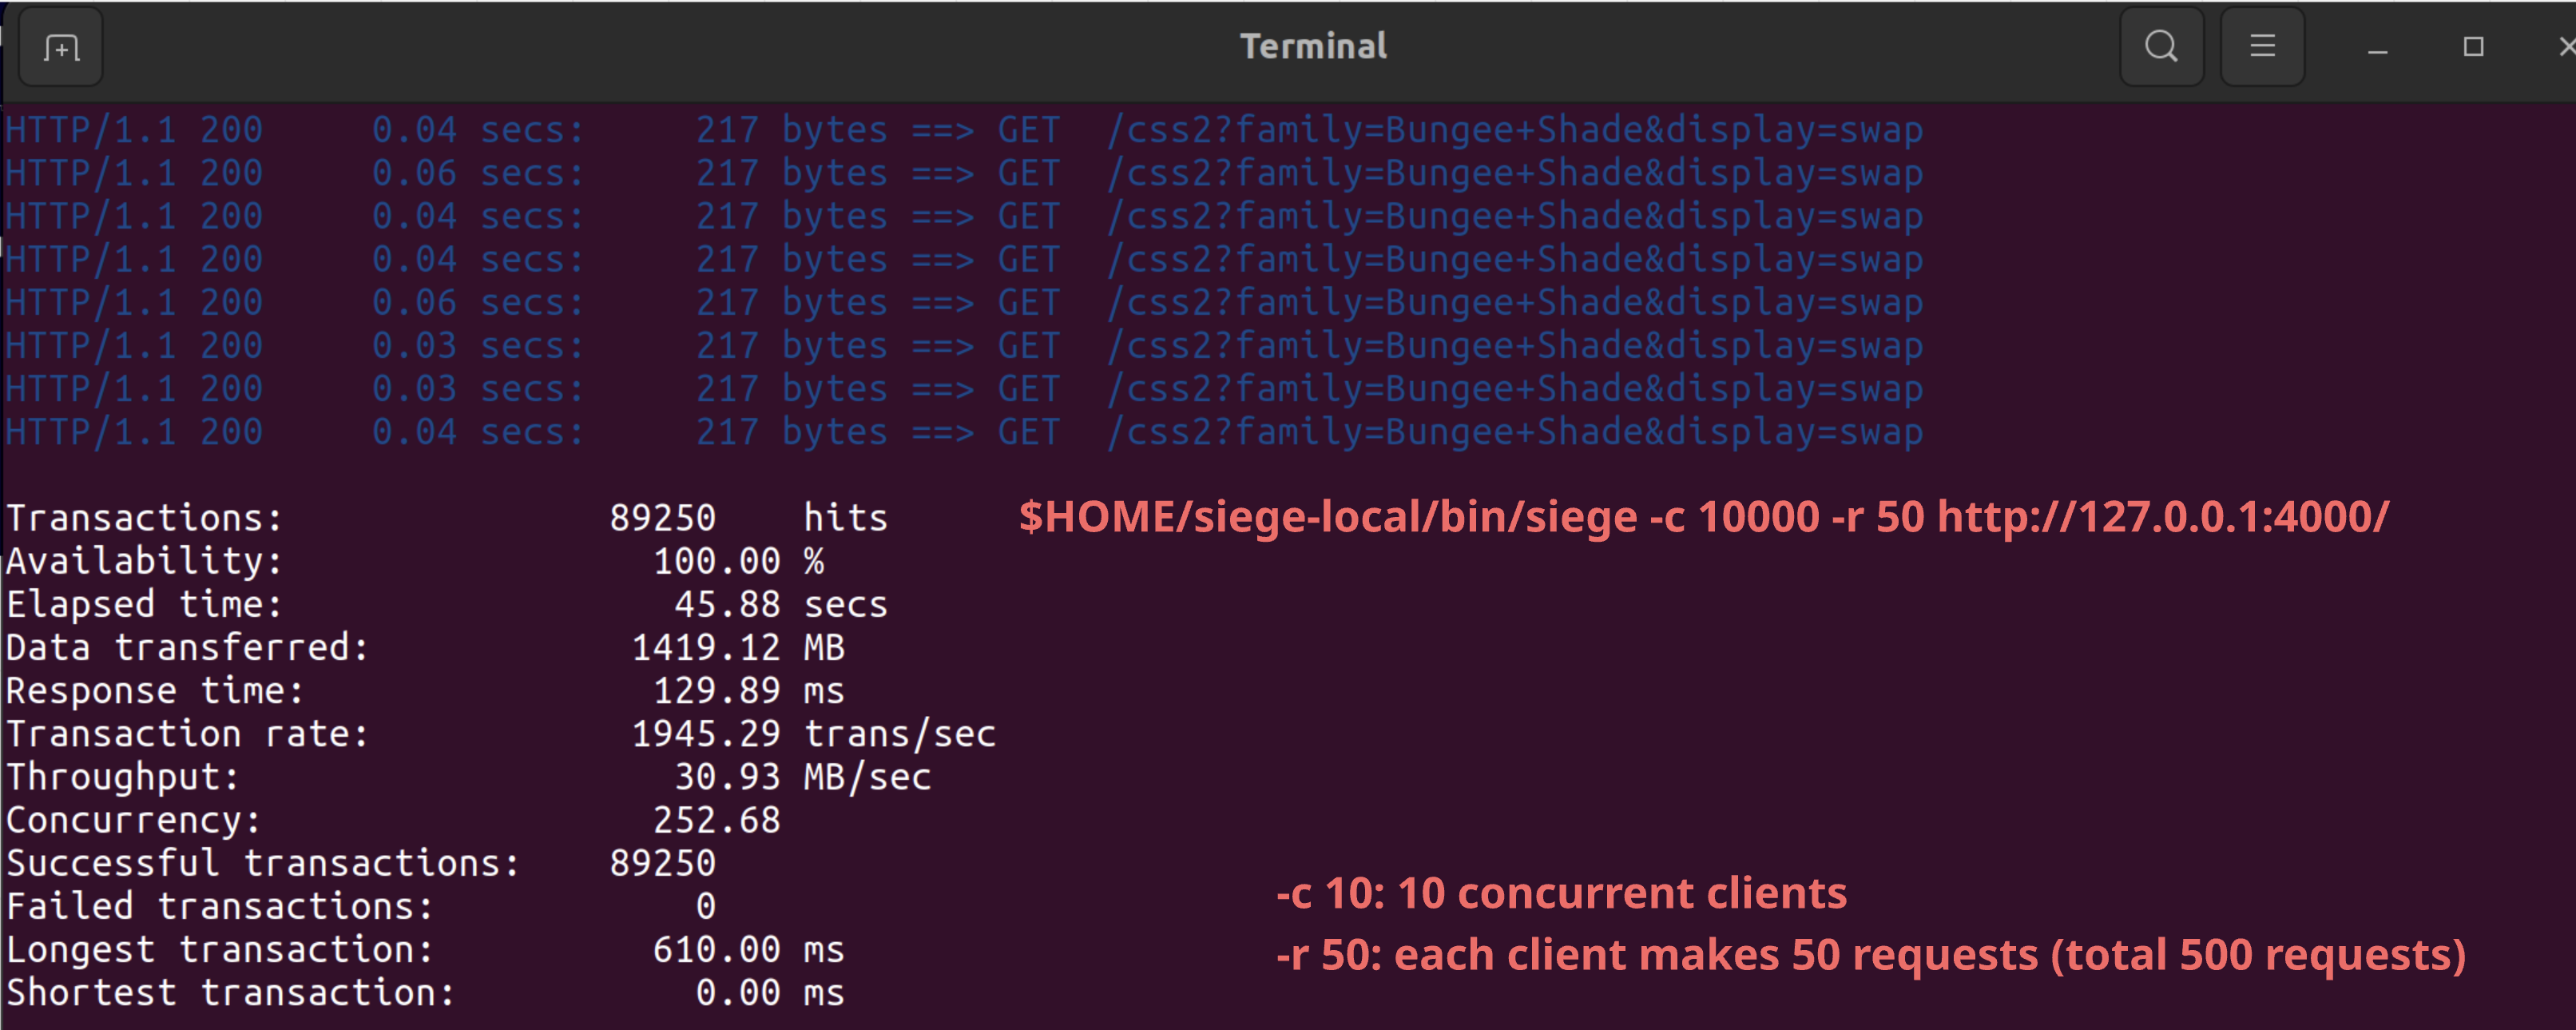 Terminal
HTTP/1.1 200     0.04 secs:     217 bytes ==> GET  /css2?family=Bungee+Shade&display=swap
HTTP/1.1 200     0.06 secs:     217 bytes ==> GET  /css2?family=Bungee+Shade&display=swap
HTTP/1.1 200     0.04 secs:     217 bytes ==> GET  /css2?family=Bungee+Shade&display=swap
HTTP/1.1 200     0.04 secs:     217 bytes ==> GET  /css2?family=Bungee+Shade&display=swap
HTTP/1.1 200     0.06 secs:     217 bytes ==> GET  /css2?family=Bungee+Shade&display=swap
HTTP/1.1 200     0.03 secs:     217 bytes ==> GET  /css2?family=Bungee+Shade&display=swap
HTTP/1.1 200     0.03 secs:     217 bytes ==> GET  /css2?family=Bungee+Shade&display=swap
HTTP/1.1 200     0.04 secs:     217 bytes ==> GET  /css2?family=Bungee+Shade&display=swap
Transactions: 89250 hits $HOME/siege-local/bin/siege -c 10000 -r 50 http://127.0.0.1:4000/
Availability: 100.00 %
Elapsed time: 45.88 secs
Data transferred: 1419.12 MB
Response time: 129.89 ms
Transaction rate: 1945.29 trans/sec
Throughput: 30.93 MB/sec
Concurrency: 252.68
Successful transactions: 89250
-c 10: 10 concurrent clients
Failed transactions: 0
Longest transaction: 610.00 ms
-r 50: each client makes 50 requests (total 500 requests)
Shortest transaction: 0.00 ms